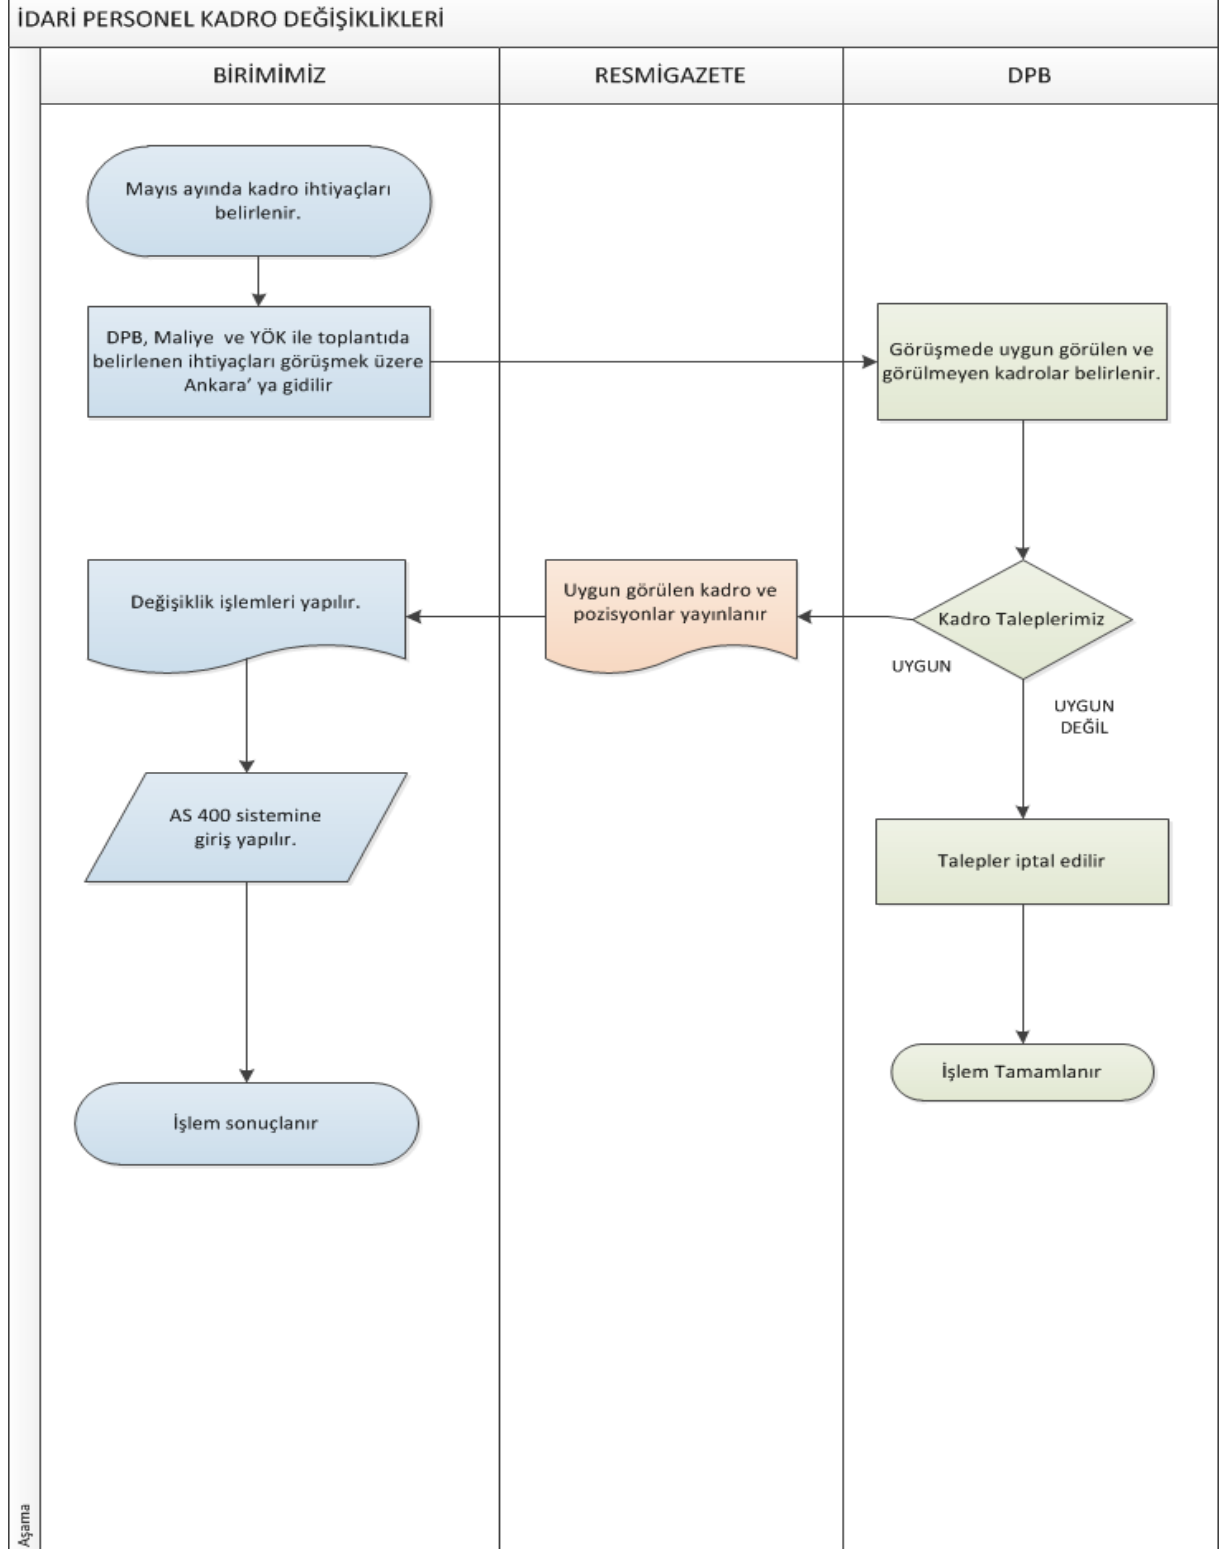 İDARİ PERSONEL KADRO DEĞİŞİKLİKLERİ
BİRİMİMİZ
RESMİGAZETE
DPB
Mayıs ayında kadro ihtiyaçları
belirlenir.
DPB, Maliye ve YÖK ile toplantıda
belirlenen ihtiyaçları görüşmek üzere
Ankara' ya gidilir
Görüşmede uygun görülen ve
görülmeyen kadrolar belirlenir.
Değişiklik işlemleri yapılır.
Uygun görülen kadro ve
pozisyonlar yayınlanır
Kadro Taleplerimiz
UYGUN
UYGUN
DEĞİL
AS 400 sistemine
giriş yapılır.
Talepler iptal edilir
İşlem Tamamlanır
İşlem sonuçlanır
Aşama